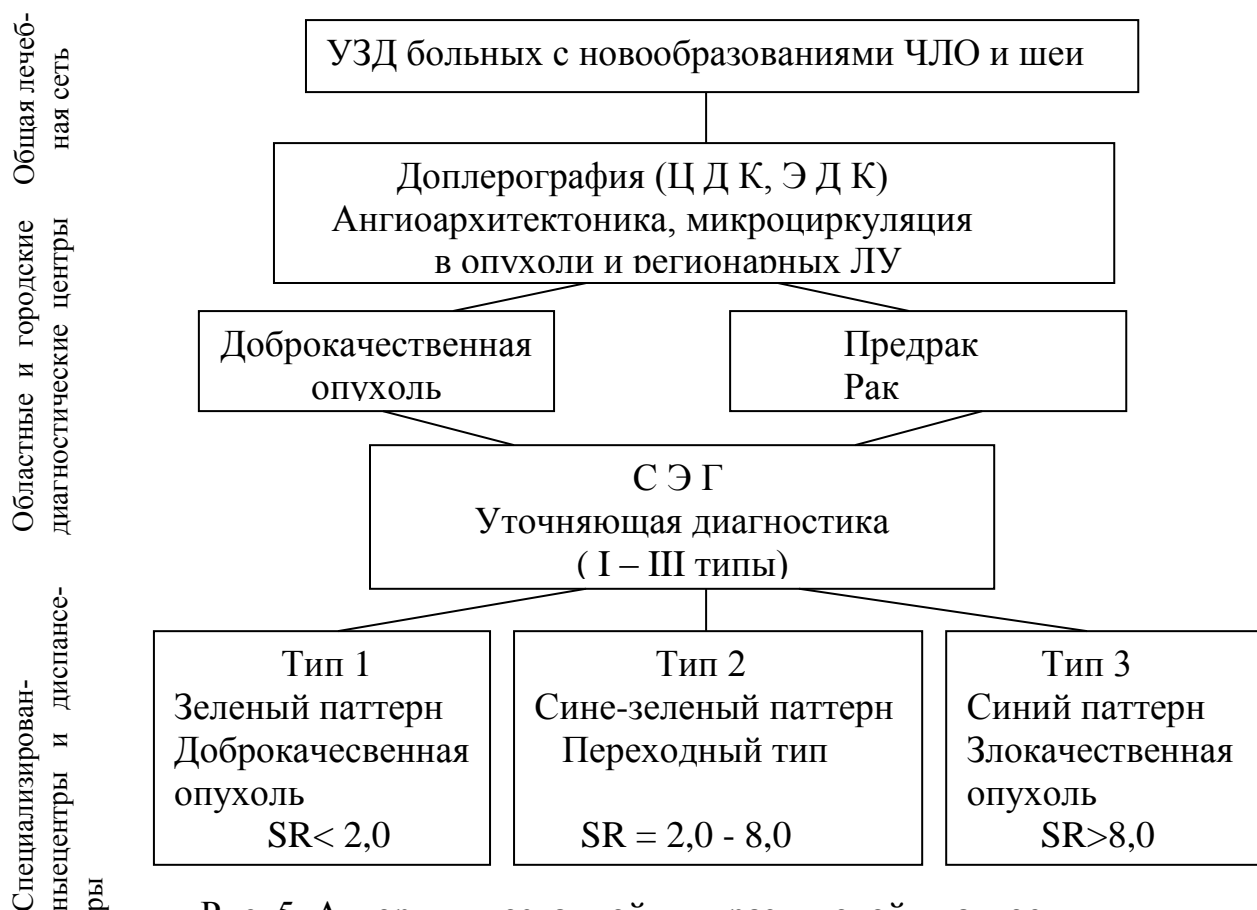 Общая лечеб-
ная сеть
УЗД больных с новообразованиями ЧЛО и шеи
Областные и городские
диагностические центры
Доплерография (Ц Д К, Э Д К)
Ангиоархитектоника, микроциркуляция
в опухоли и регионарных ЛУ
Доброкачественная
опухоль
Предрак
Рак
С Э Г
Уточняющая диагностика
( I – III типы)
Специализирован-
ныецентры и диспансе-
ры
Тип 1
Зеленый паттерн
Доброкачесвенная
опухоль
SR< 2,0
Тип 2
Сине-зеленый паттерн
Переходный тип
SR = 2,0 - 8,0
Тип 3
Синий паттерн
Злокачественная
опухоль
SR>8,0